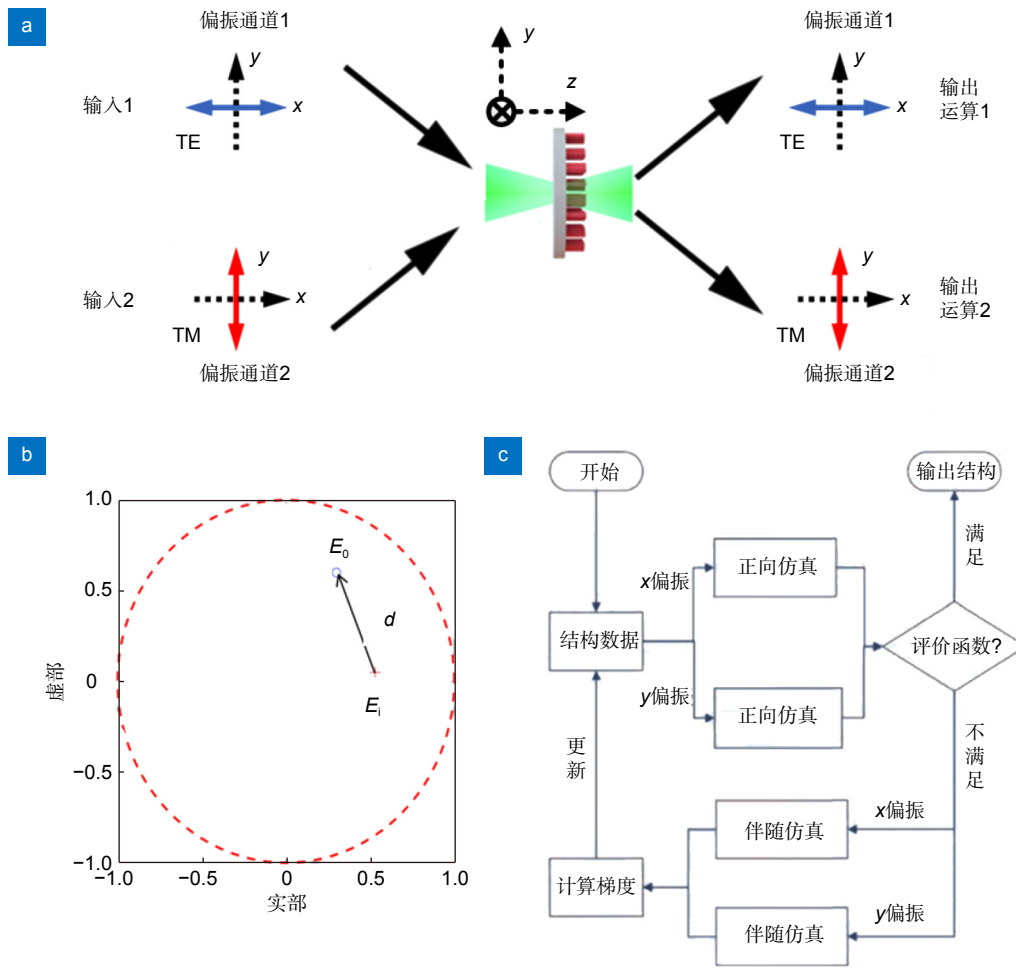 a
偏振通道1
y
x
输入1
TE
输入2
y
x
TM
偏振通道2
y
z
偏振通道1
y
x
TE
输出
运算1
y
x
TM
输出
运算2
偏振通道2
b
1.0
0.5
0
−0.5
−1.0
虚部
E0
d
Ei
−1.0
−0.5
0
0.5
1.0
实部
c
开始
输出结构
满足
x偏振
正向仿真
结构数据
评价函数?
y偏振
正向仿真
更新
不满足
x偏振
伴随仿真
计算梯度
y偏振
伴随仿真